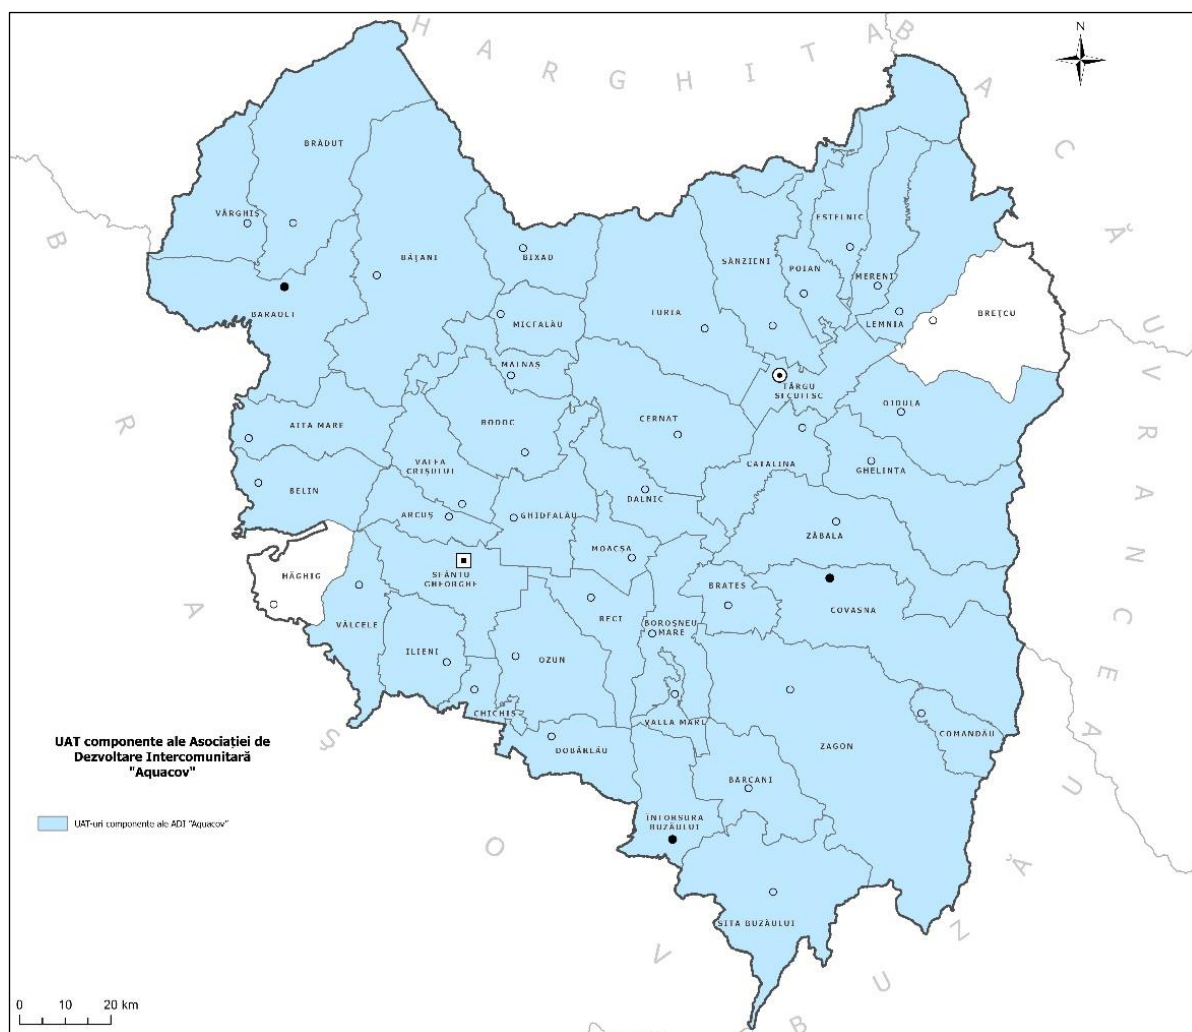 HARGHITA
BACĂU
VRANCEA
BUZĂU
BRAȘOV
N
BRĂDUT
VÂRGHIȘ
BĂȚANI
BIXAD
ESTELNIC
SÂNZIENI
POIAN
MERENI
BARAOLT
MICFALĂU
TURIA
LEMNIA
BREȚCU
MALNAȘ
TÂRGU
SECUIESC
OJDULA
AITA MARE
BODOC
CERNAT
VALEA
CRIȘULUI
CATALINA
GHELINTA
BELIN
DALNIC
ARCUȘ
GHIDFALĂU
ZĂBALA
MOACȘA
HĂGHIG
SFÂNTU
GHEORGHE
BRATEȘ
COVASNA
VÂLCELE
RECI
BOROȘNEU
MARE
ILIENI
OZUN
CHICHIȘ
VALEA MARE
ZAGON
COMANDĂU
DOBÂRLĂU
BARCANI
ÎNTORSURA
BUZĂULUI
SITA BUZĂULUI
UAT componente ale Asociației de
Dezvoltare Intercomunitară
"Aquacov"
UAT-uri componente ale ADI "Aquacov"
0 10 20 km